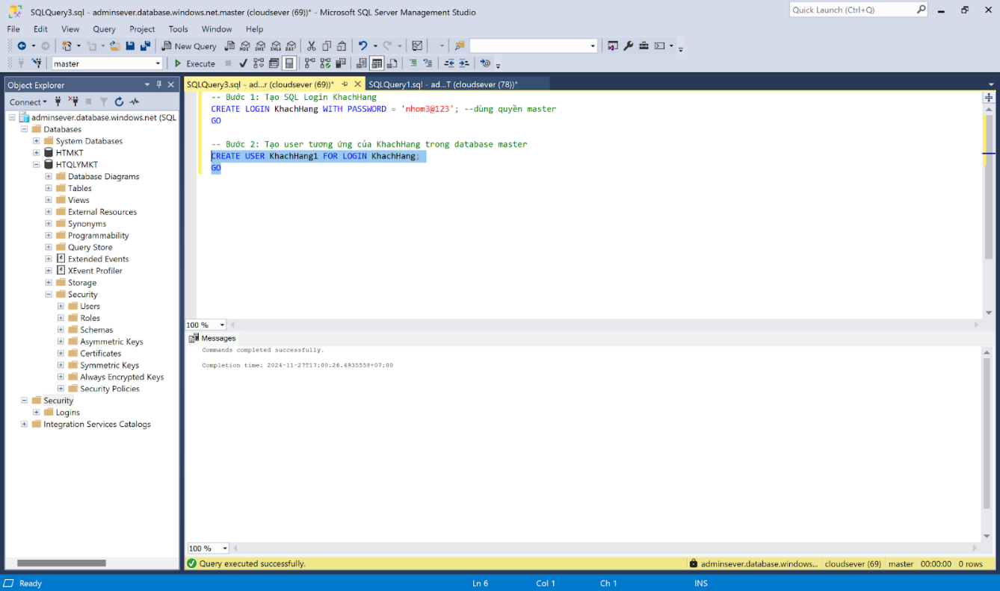 SQLQuery3.sql - adminsever.database.windows.net.master (cloudsever (69))* - Microsoft SQL Server Management Studio
Quick Launch (Ctrl+Q)
File Edit View Query Project Tools Window Help
New Query
MDX DMX XMLA DAX
master
Execute
Object Explorer
SQLQuery3.sql - ad...r (cloudsever (69))*
SQLQuery1.sql - ad...T (cloudsever (78))*
Connect
adminsever.database.windows.net (SQL
Databases
System Databases
HTMKT
HTQLYMKT
Database Diagrams
Tables
Views
External Resources
Synonyms
Programmability
Query Store
Extended Events
XEvent Profiler
Storage
Security
Users
Roles
Schemas
Asymmetric Keys
Certificates
Symmetric Keys
Always Encrypted Keys
Security Policies
Security
Logins
Integration Services Catalogs
-- Bước 1: Tạo SQL Login KhachHang
CREATE LOGIN KhachHang WITH PASSWORD = 'nhom3@123'; --dùng quyền master
GO
-- Bước 2: Tạo user tương ứng của KhachHang trong database master
CREATE USER KhachHang1 FOR LOGIN KhachHang;
GO
100 %
Messages
Commands completed successfully.
Completion time: 2024-11-27T17:00:26.4935558+07:00
100 %
Query executed successfully.
adminsever.database.windows... cloudsever (69) master 00:00:00 0 rows
Ready
Ln 6 Col 1 Ch 1 INS